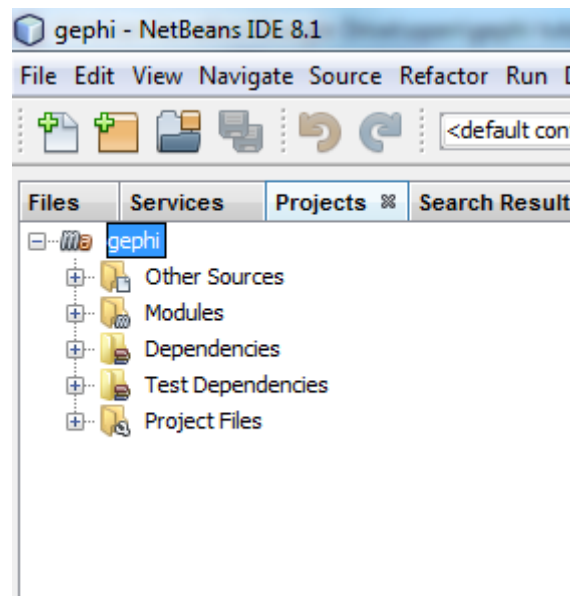 gephi - NetBeans IDE 8.1
File Edit View Navigate Source Refactor Run
<default con
Files Services Projects Search Result
gephi
Other Sources
Modules
Dependencies
Test Dependencies
Project Files